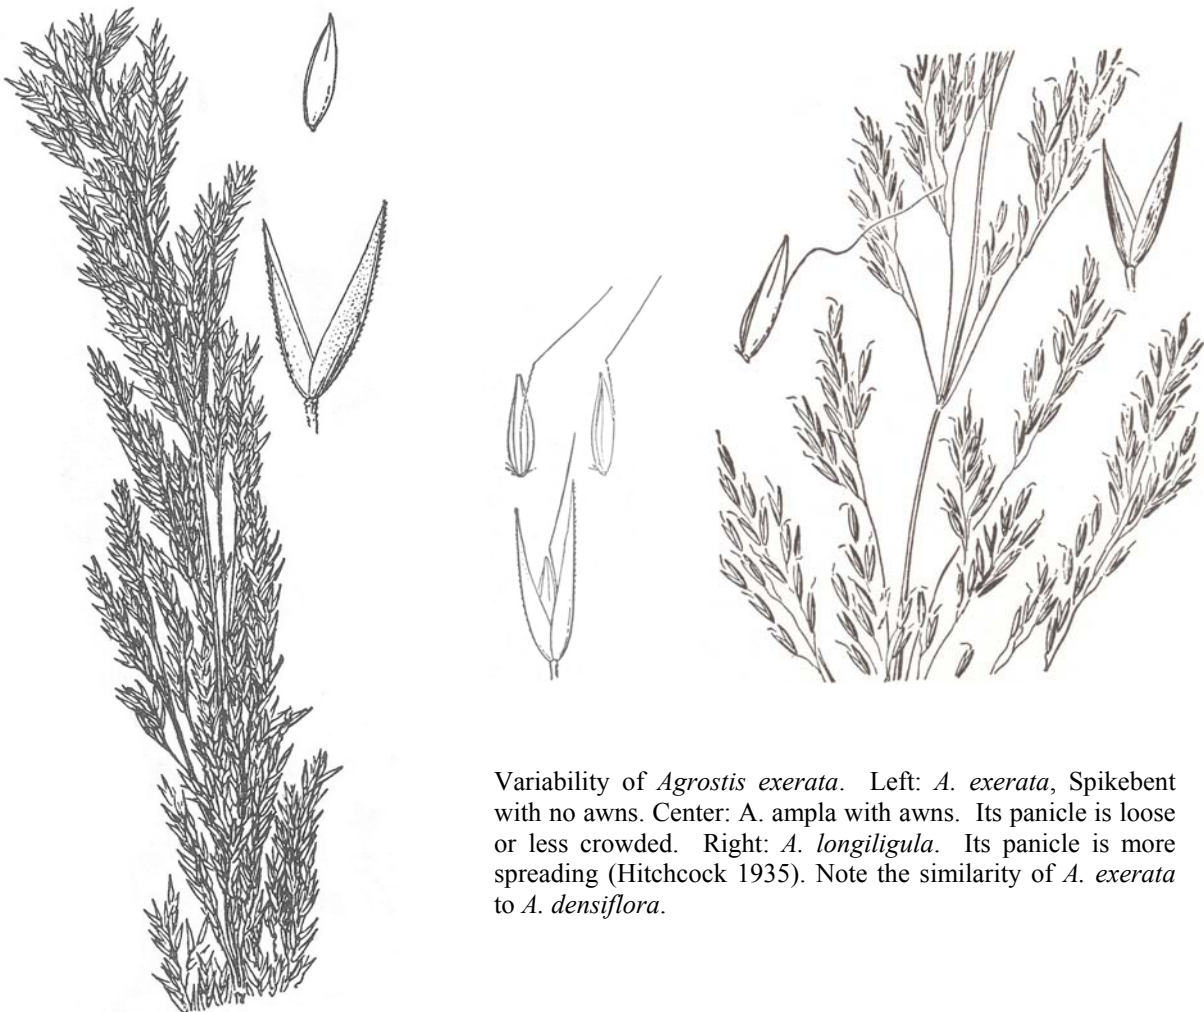 Variability of Agrostis exerata. Left: A. exerata, Spikebent
with no awns. Center: A. ampla with awns. Its panicle is loose
or less crowded. Right: A. longiligula. Its panicle is more
spreading (Hitchcock 1935). Note the similarity of A. exerata
to A. densiflora.